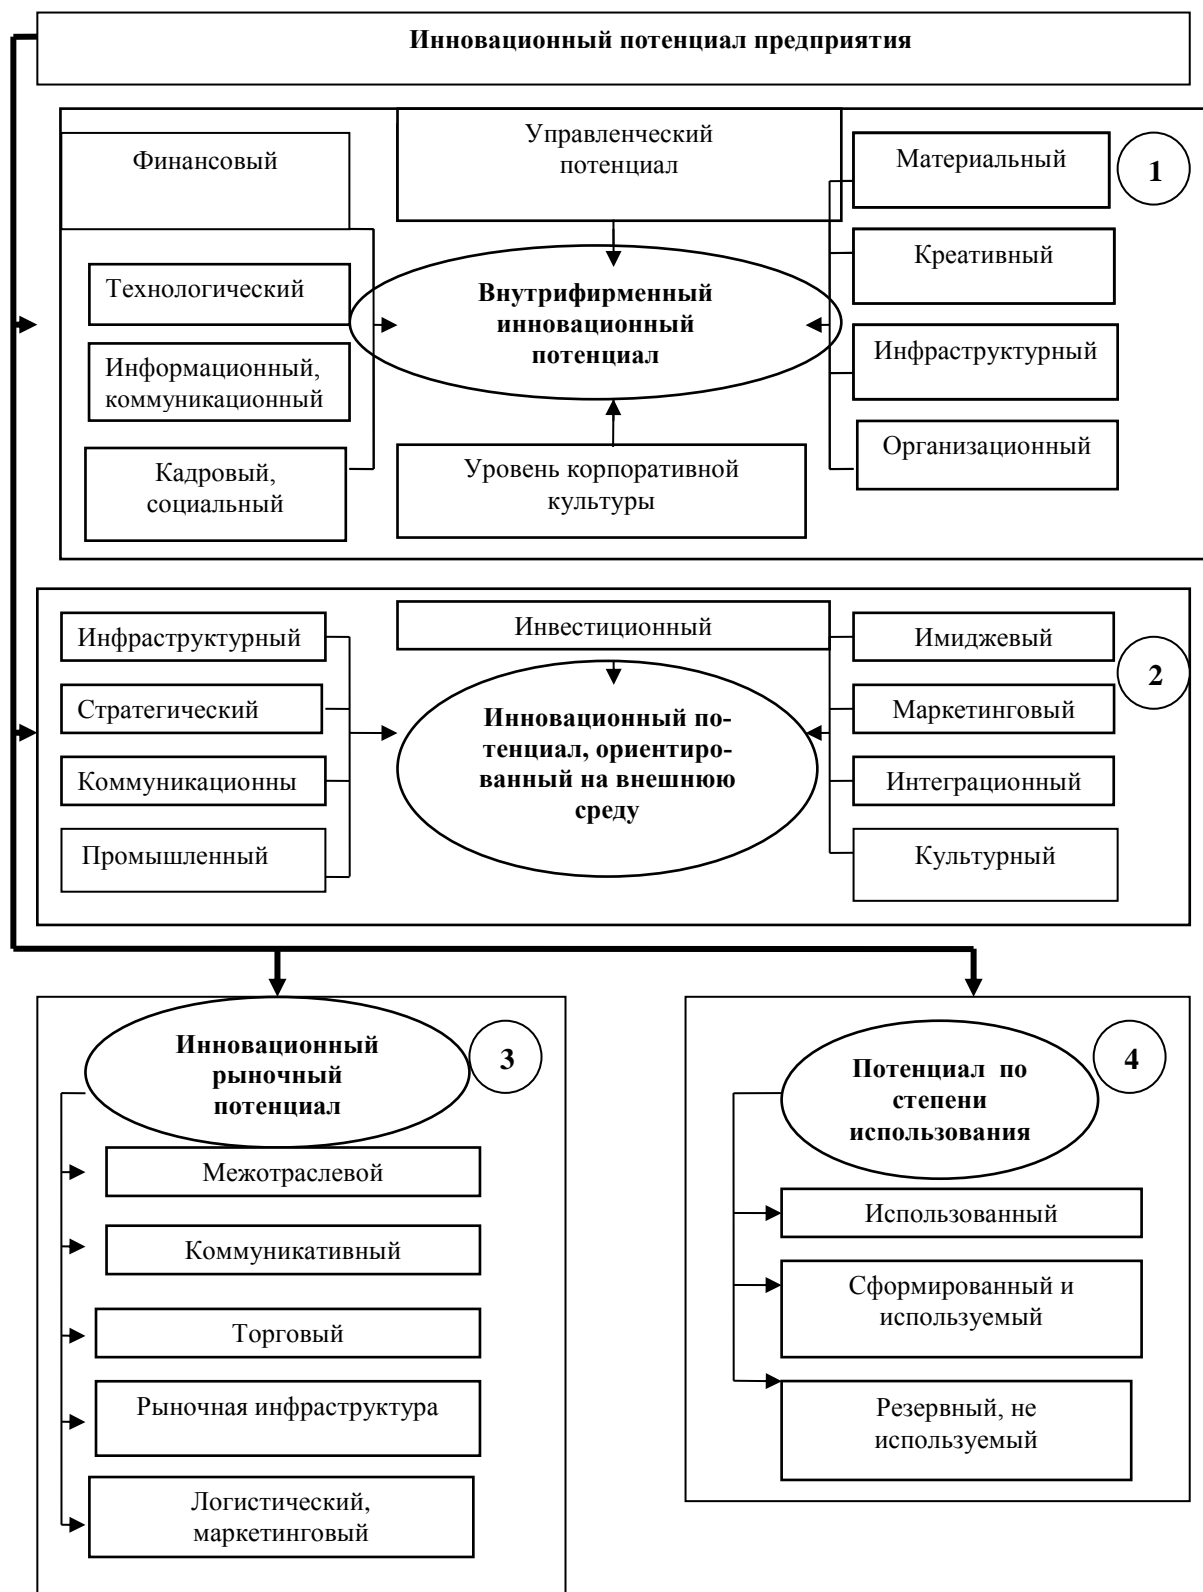 Инновационный потенциал предприятия
Финансовый
Управленческий
потенциал
Материальный
1
Креативный
Технологический
Внутрифирменный
инновационный
потенциал
Инфраструктурный
Информационный,
коммуникационный
Организационный
Кадровый,
социальный
Уровень корпоративной
культуры
Инфраструктурный
Инвестиционный
Имиджевый
2
Стратегический
Инновационный по-
тенциал, ориентиро-
ванный на внешнюю
среду
Маркетинговый
Коммуникационны
Интеграционный
Промышленный
Культурный
Инновационный
рыночный
потенциал
3
Межотраслевой
Коммуникативный
Торговый
Рыночная инфраструктура
Логистический,
маркетинговый
Потенциал по
степени
использования
4
Использованный
Сформированный и
используемый
Резервный, не
используемый